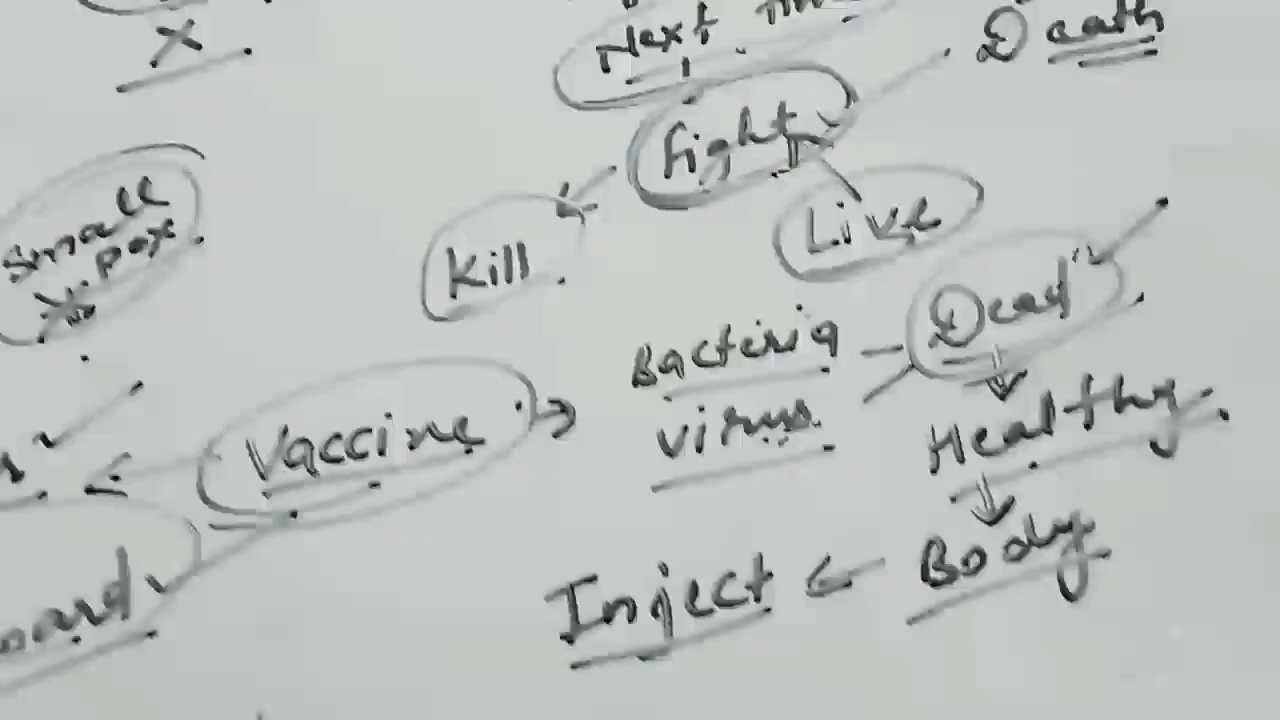 X
Next
Death
fight
Small
pox
Kill
Live
Bacteria
Dead
virus
Healthy
Vaccine
Body
Inject